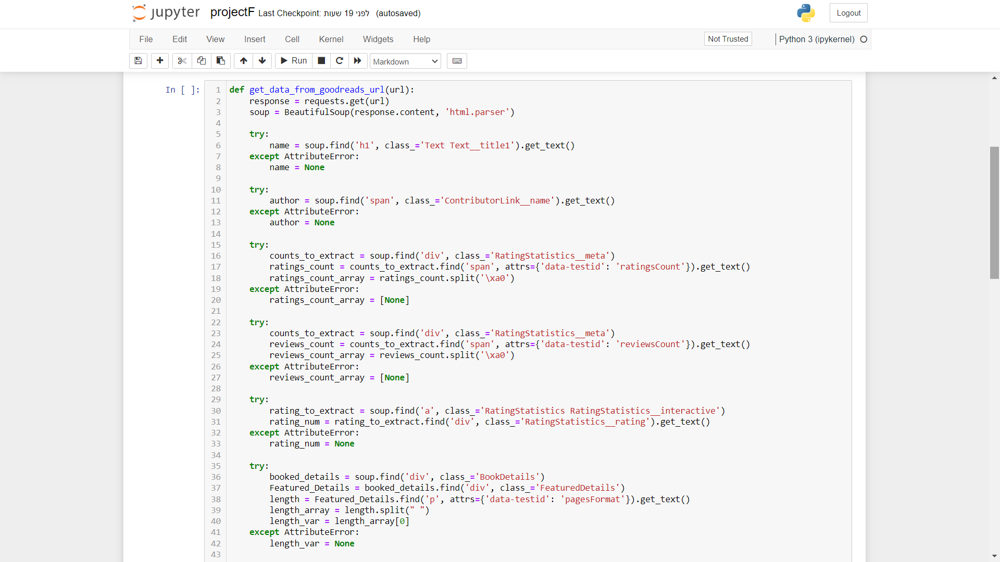 jupyter projectF Last Checkpoint: לפני 19 שעות (autosaved)
Logout
File Edit View Insert Cell Kernel Widgets Help
Not Trusted
Python 3 (ipykernel)
Run
Markdown
In [ ]:
1 def get_data_from_goodreads_url(url):
2     response = requests.get(url)
3     soup = BeautifulSoup(response.content, 'html.parser')
4
5     try:
6         name = soup.find('h1', class_='Text Text__title1').get_text()
7     except AttributeError:
8         name = None
9
10     try:
11         author = soup.find('span', class_='ContributorLink__name').get_text()
12     except AttributeError:
13         author = None
14
15     try:
16         counts_to_extract = soup.find('div', class_='RatingStatistics__meta')
17         ratings_count = counts_to_extract.find('span', attrs={'data-testid': 'ratingsCount'}).get_text()
18         ratings_count_array = ratings_count.split('\xa0')
19     except AttributeError:
20         ratings_count_array = [None]
21
22     try:
23         counts_to_extract = soup.find('div', class_='RatingStatistics__meta')
24         reviews_count = counts_to_extract.find('span', attrs={'data-testid': 'reviewsCount'}).get_text()
25         reviews_count_array = reviews_count.split('\xa0')
26     except AttributeError:
27         reviews_count_array = [None]
28
29     try:
30         rating_to_extract = soup.find('a', class_='RatingStatistics RatingStatistics__interactive')
31         rating_num = rating_to_extract.find('div', class_='RatingStatistics__rating').get_text()
32     except AttributeError:
33         rating_num = None
34
35     try:
36         booked_details = soup.find('div', class_='BookDetails')
37         Featured_Details = booked_details.find('div', class_='FeaturedDetails')
38         length = Featured_Details.find('p', attrs={'data-testid': 'pagesFormat'}).get_text()
39         length_array = length.split(" ")
40         length_var = length_array[0]
41     except AttributeError:
42         length_var = None
43